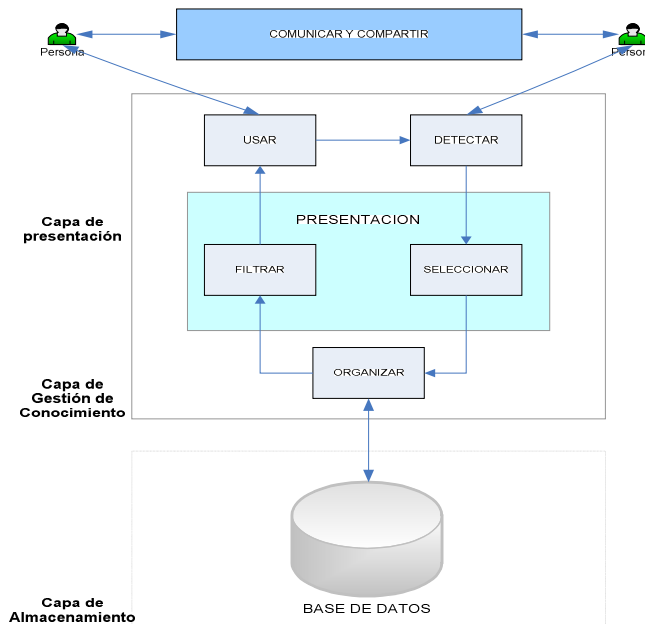 COMUNICAR Y COMPARTIR
Persona
Person
USAR
DETECTAR
PRESENTACION
Capa de
presentación
FILTRAR
SELECCIONAR
ORGANIZAR
Capa de
Gestión de
Conocimiento
Capa de
Almacenamiento
BASE DE DATOS